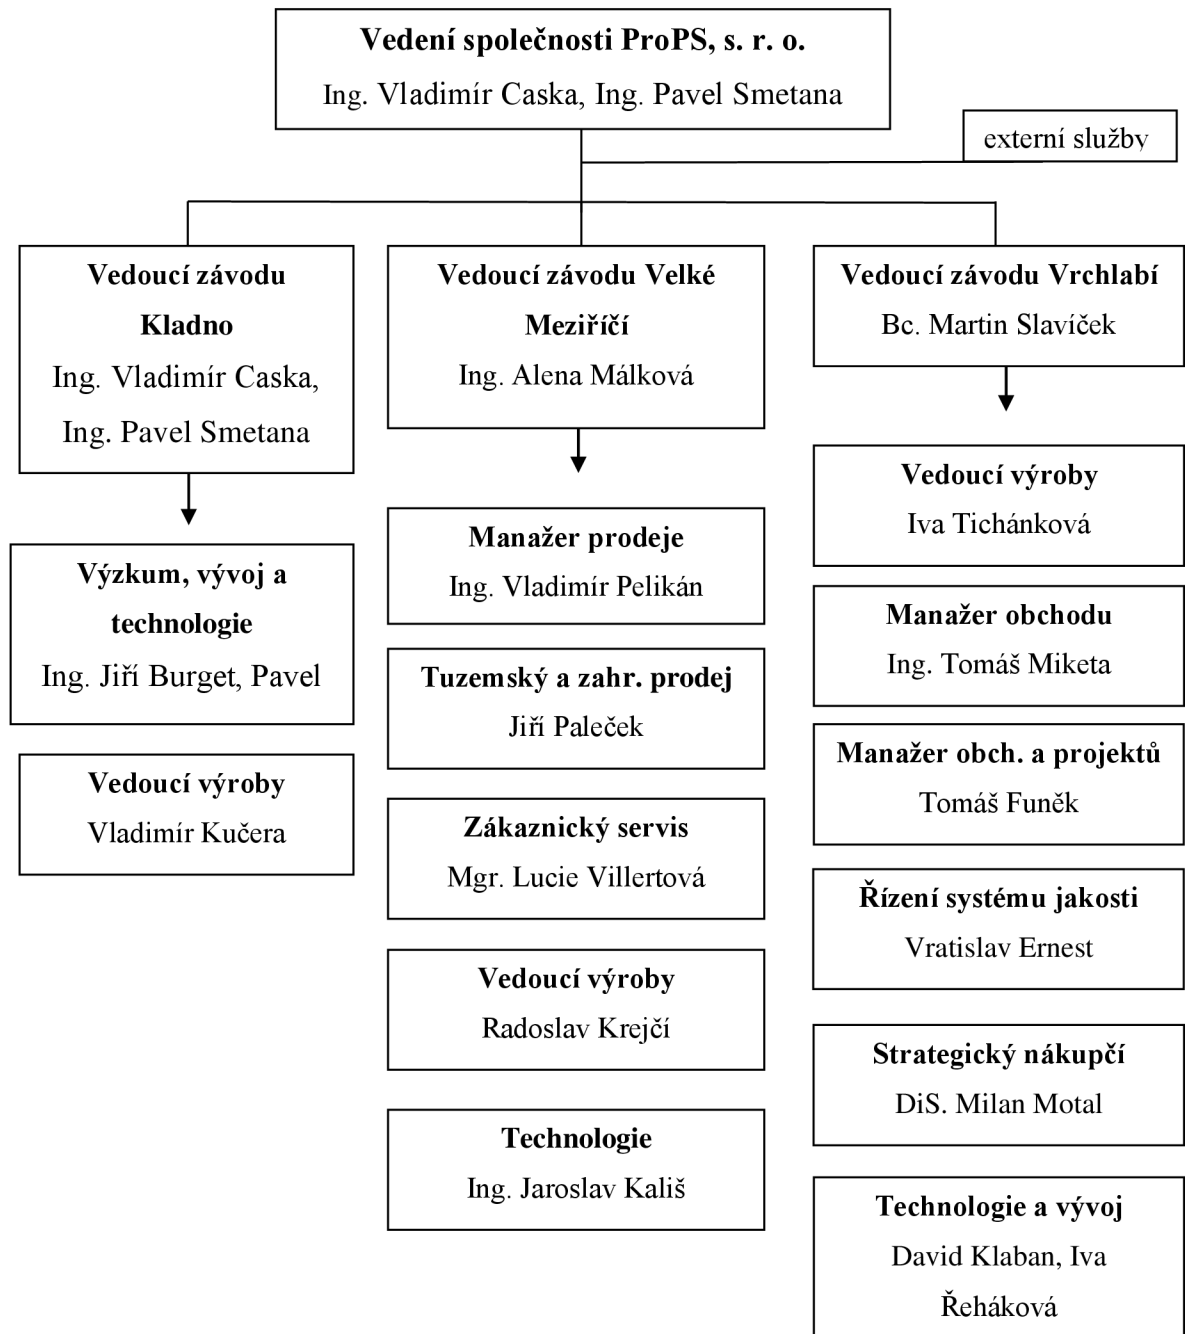 Vedení společnosti ProPS, s. r. o.
Ing. Vladimír Caska, Ing. Pavel Smetana
externí služby
Vedoucí závodu
Kladno
Ing. Vladimír Caska,
Ing. Pavel Smetana
Výzkum, vývoj a
technologie
Ing. Jiří Burget, Pavel
Vedoucí výroby
Vladimír Kučera
Vedoucí závodu Velké
Meziříčí
Ing. Alena Málková
Manažer prodeje
Ing. Vladimír Pelikán
Tuzemský a zahr. prodej
Jiří Paleček
Zákaznický servis
Mgr. Lucie Villertová
Vedoucí výroby
Radoslav Krejčí
Technologie
Ing. Jaroslav Kališ
Vedoucí závodu Vrchlabí
Bc. Martin Slavíček
Vedoucí výroby
Iva Tichánková
Manažer obchodu
Ing. Tomáš Miketa
Manažer obch. a projektů
Tomáš Funěk
Řízení systému jakosti
Vratislav Ernest
Strategický nákupčí
DiS. Milan Motal
Technologie a vývoj
David Klaban, Iva
Řeháková